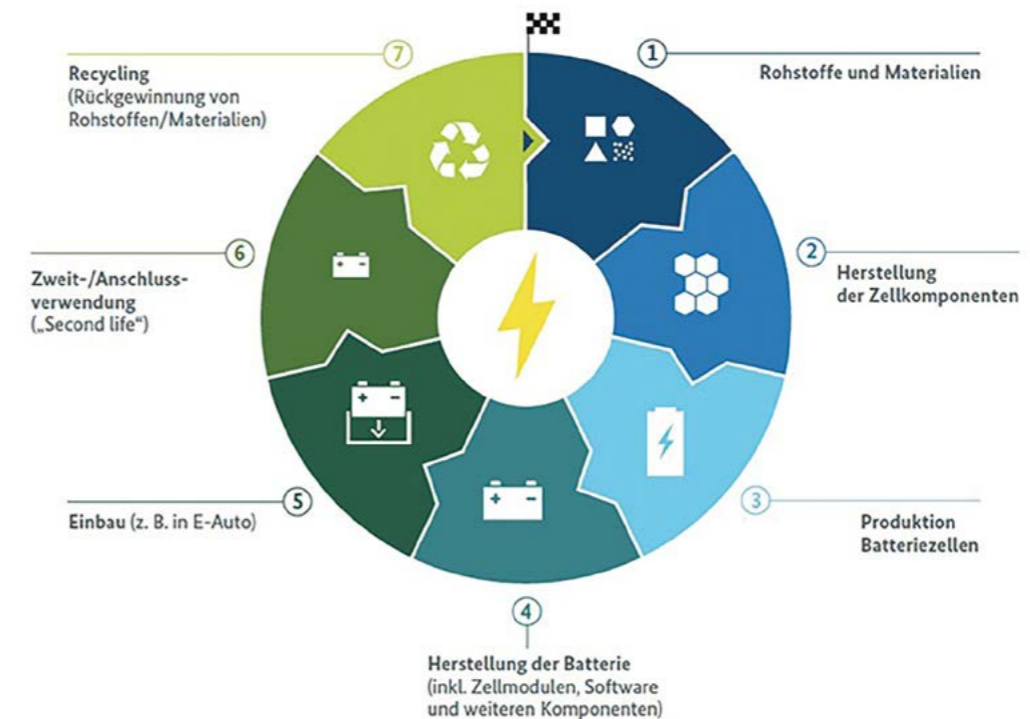 1
Rohstoffe und Materialien
2
Herstellung
der Zellkomponenten
3
Produktion
Batteriezellen
4
Herstellung der Batterie
(inkl. Zellmodulen, Software
und weiteren Komponenten)
5
Einbau (z. B. in E-Auto)
6
Zweit-/Anschluss-
verwendung
(„Second life“)
7
Recycling
(Rückgewinnung von
Rohstoffen/Materialien)